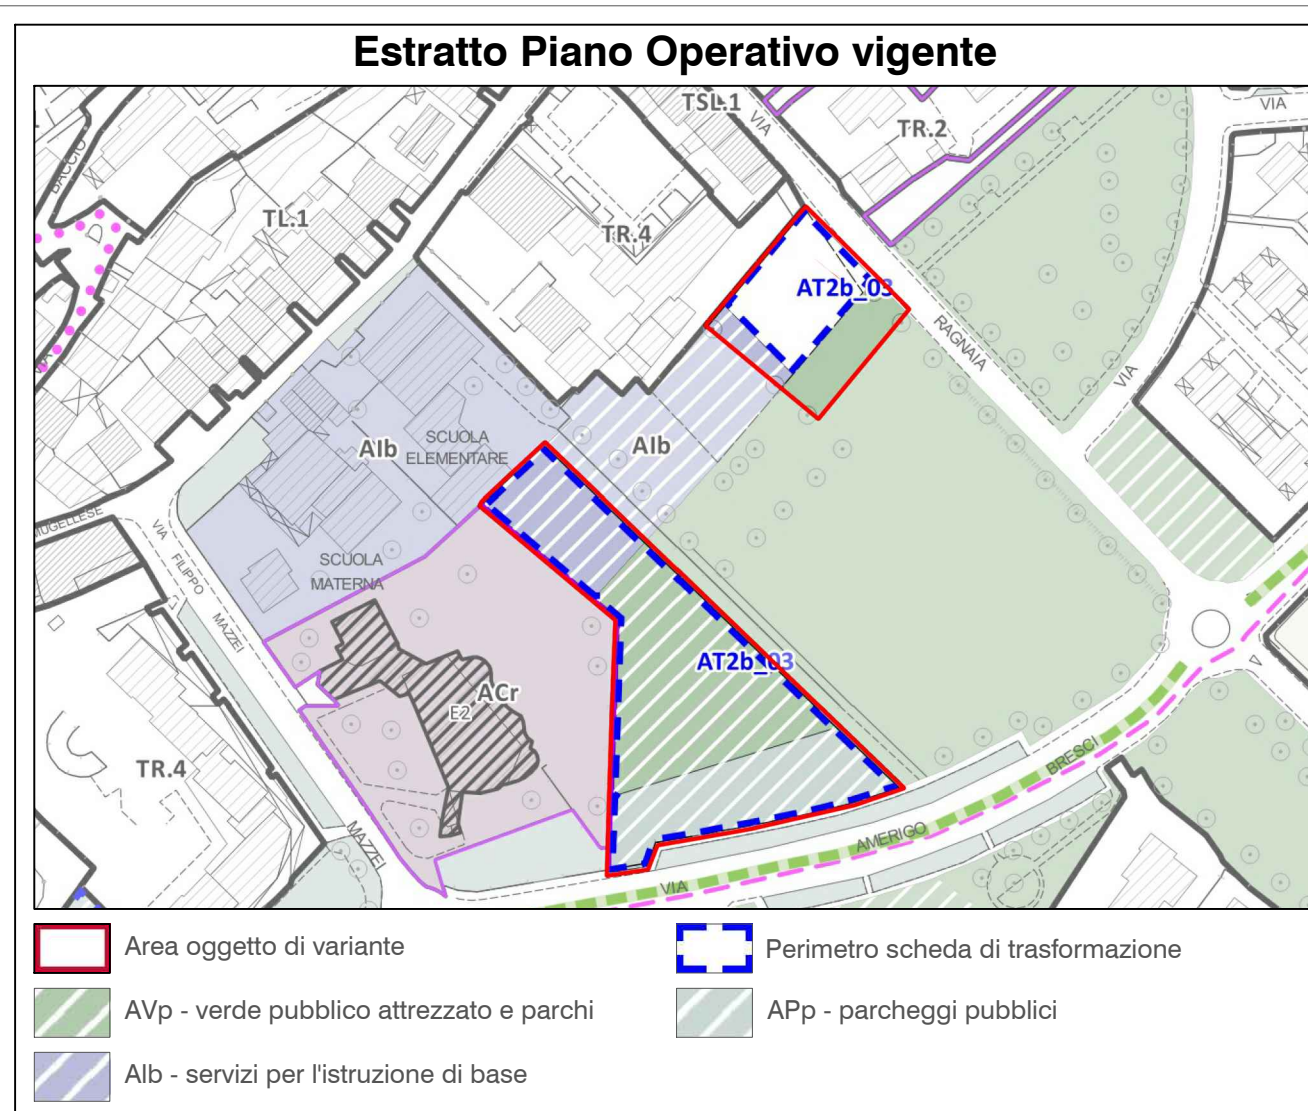 Estratto Piano Operativo vigente
TSL.1
VIA
TR.2
VIA
BACCIO
TL.1
TR.4
AT2b_03
RAGNAIA
VIA
AIb
SCUOLA
ELEMENTARE
AIb
MUGELLESE
VIA
FILIPPO
MAZZEI
SCUOLA
MATERNA
AT2b_03
ACr
E2
TR.4
MAZZEI
VIA
AMERIGO
BRESCI
Area oggetto di variante
Perimetro scheda di trasformazione
AVp - verde pubblico attrezzato e parchi
APp - parcheggi pubblici
AIb - servizi per l'istruzione di base